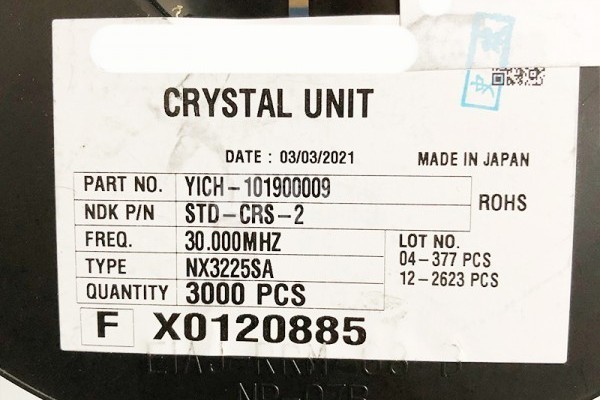 CRYSTAL UNIT
DATE : 03/03/2021
MADE IN JAPAN
PART NO. YICH-101900009
ROHS
NDK P/N STD-CRS-2
FREQ. 30.000MHZ
TYPE NX3225SA
QUANTITY 3000 PCS
LOT NO.
04-377 PCS
12-2623 PCS
F X0120885